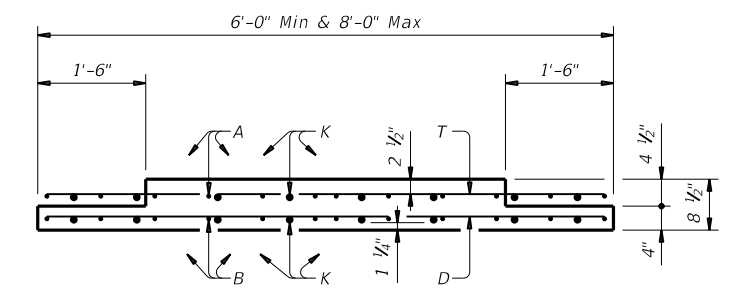 6'-0" Min & 8'-0" Max
1'-6"
1'-6"
A
K
2 1/2"
T
4 1/2"
8 1/2"
4"
B
K
1 1/4"
D